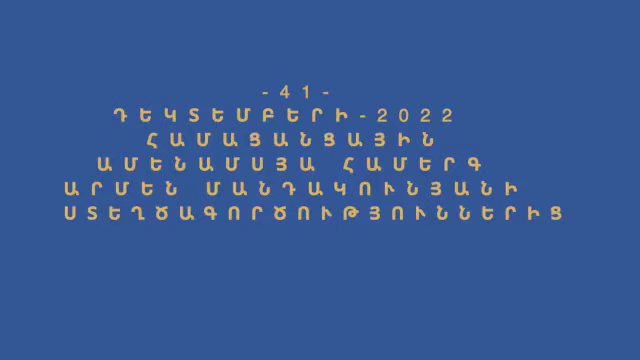 -41-
ԴԵԿՏԵՄԲԵՐԻ-2022
ՀԱՄԱՑԱՆՑԱՅԻՆ
ԱՄԵՆԱՄՍՅԱ ՀԱՄԵՐԳ
ԱՐՄԵՆ ՄԱՆԴԱԿՈՒՆՅԱՆԻ
ՍՏԵՂԾԱԳՈՐԾՈՒԹՅՈՒՆՆԵՐԻՑ